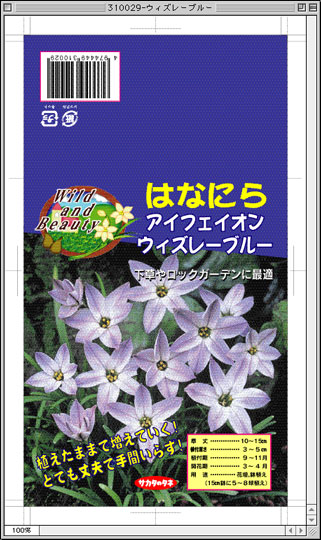 310029-ウィズレーブルー
4 974449 310029
紙
プラ
Wild
and
Beauty
はなにら
アイフェイオン
ウィズレーブルー
下草やロックガーデンに最適
植えたままで増えていく！
とても丈夫で手間いらず！
サカタのタネ
草　丈 ………… 10〜15㎝
植付深さ ………… 3〜5㎝
植付期 ………… 9〜11月
開花期 ………… 3〜4月
用　途 ……… 花壇、鉢植え
（15㎝鉢に5〜8球植え）
100%